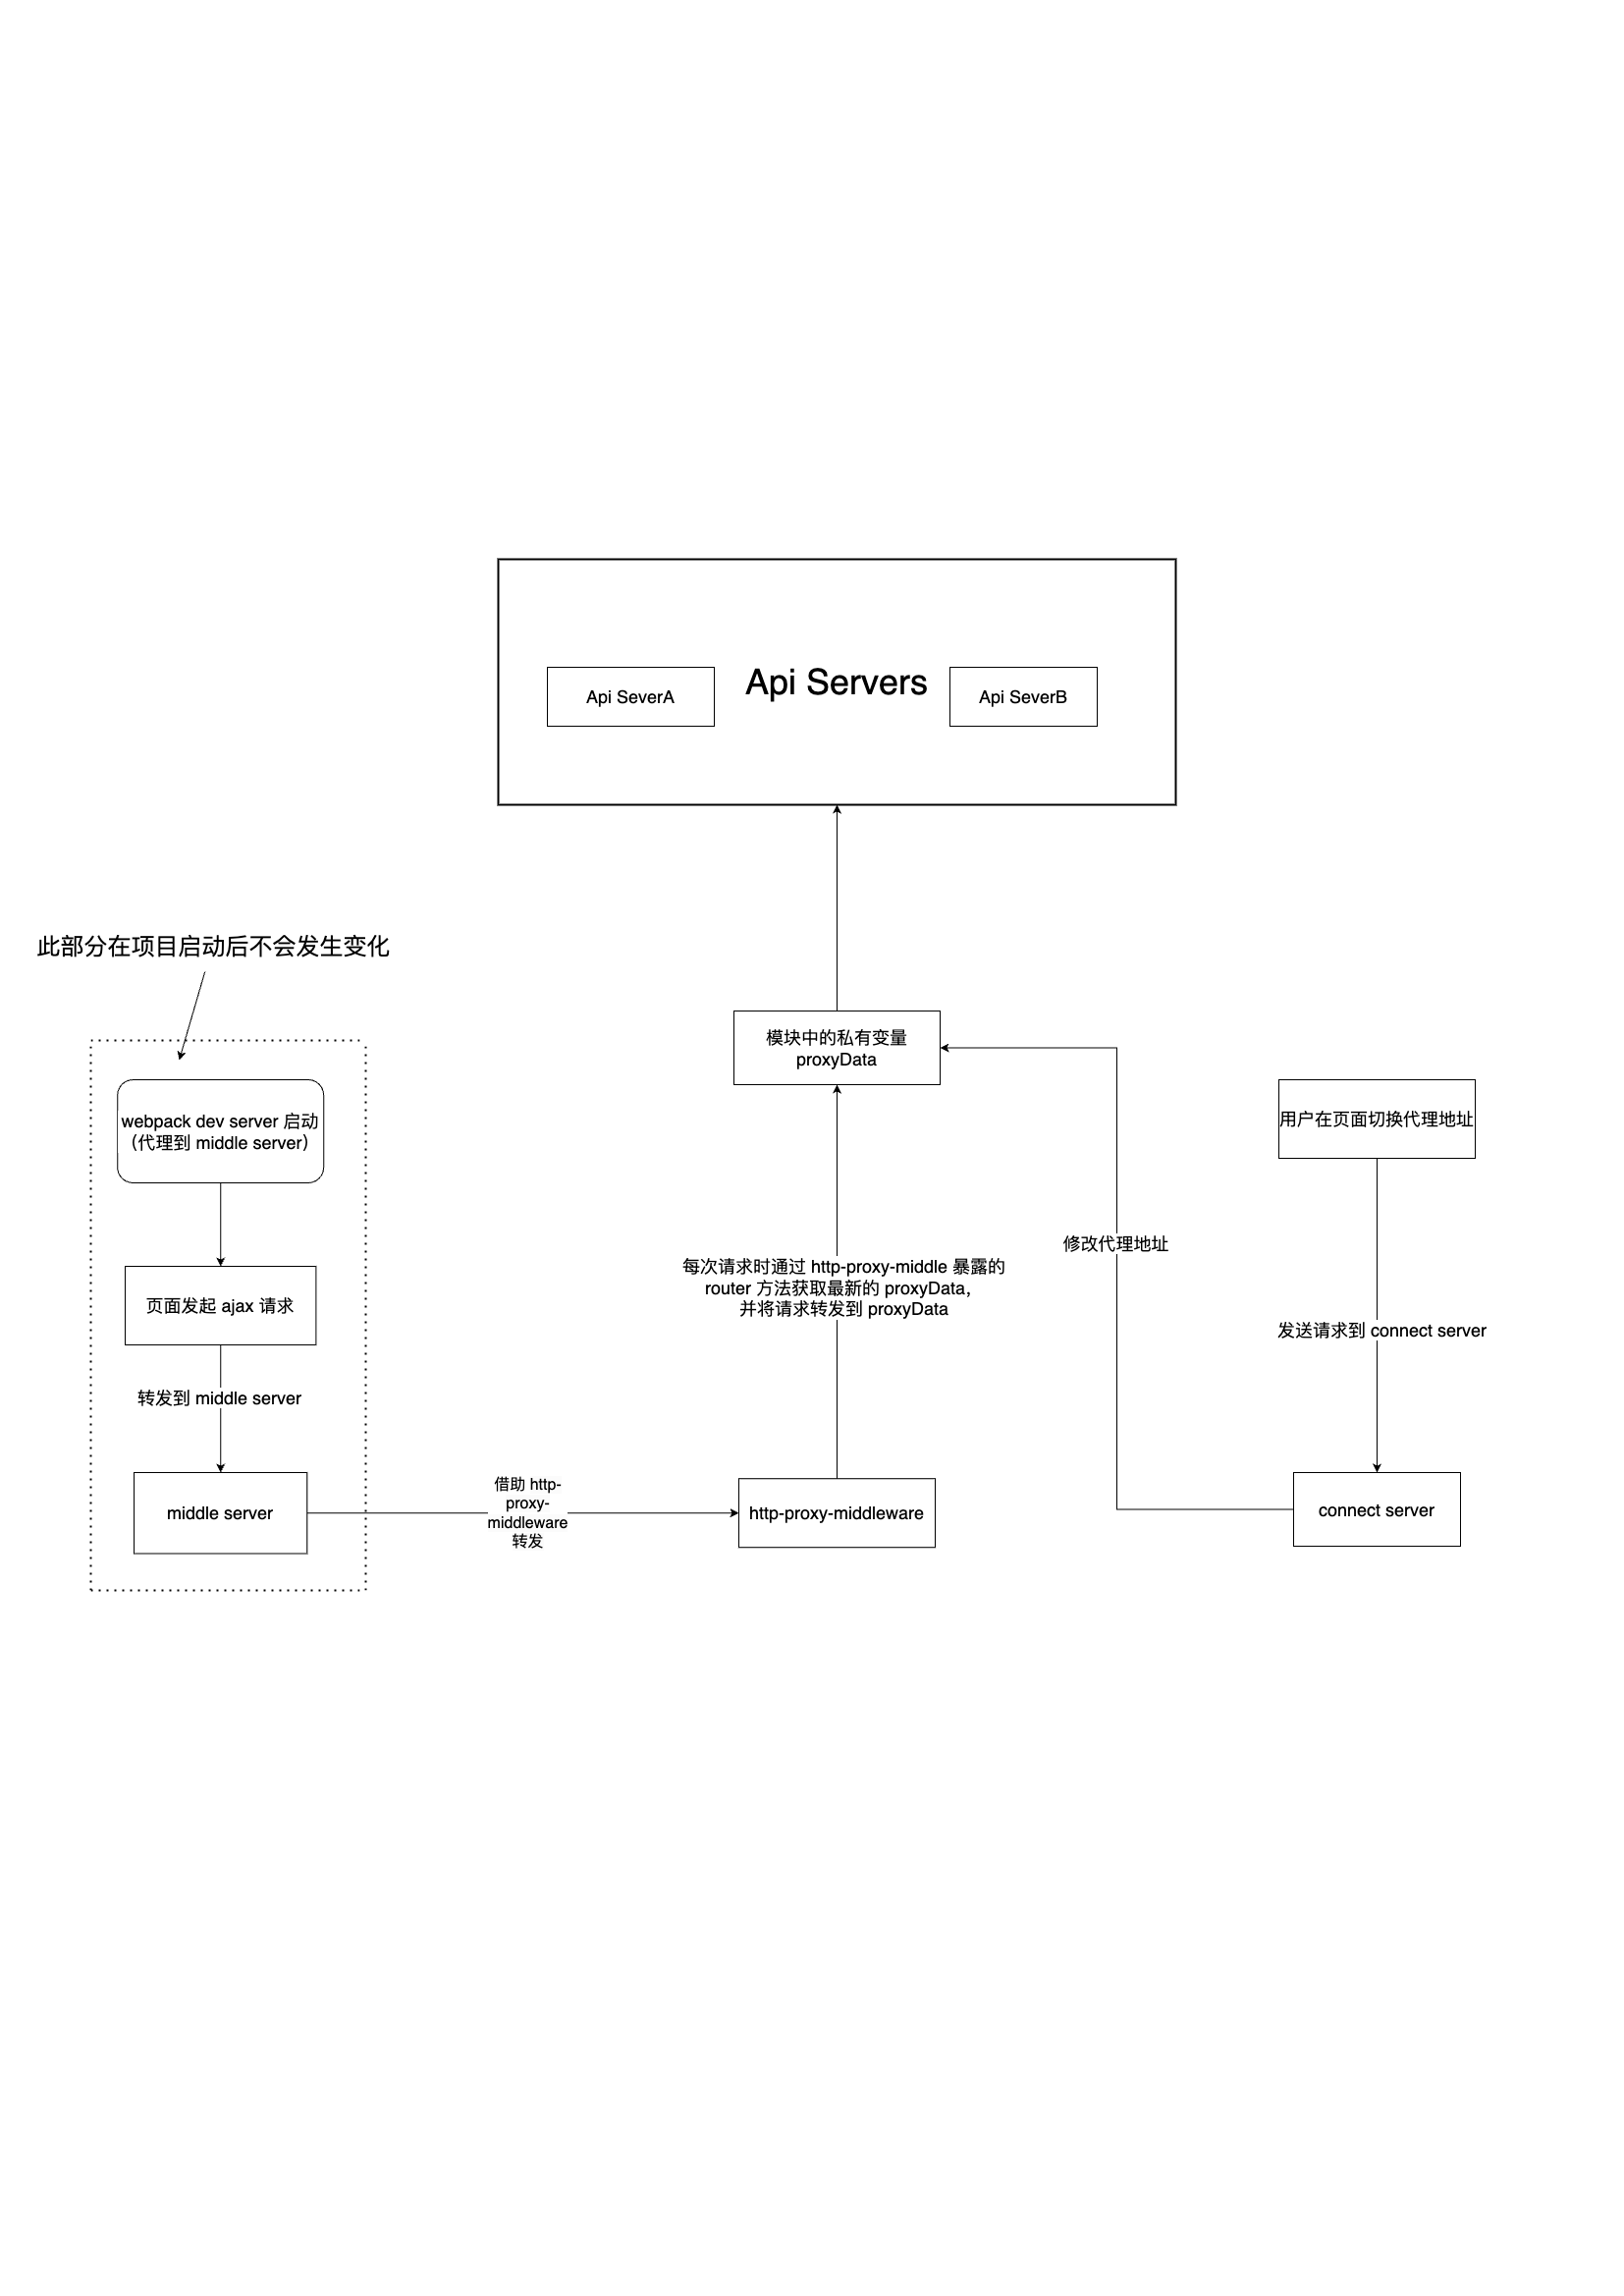 Api Servers
Api SeverA
Api SeverB
此部分在项目启动后不会发生变化
模块中的私有变量
proxyData
webpack dev server 启动
（代理到 middle server）
用户在页面切换代理地址
修改代理地址
每次请求时通过 http-proxy-middle 暴露的
router 方法获取最新的 proxyData，
并将请求转发到 proxyData
页面发起 ajax 请求
发送请求到 connect server
转发到 middle server
middle server
借助 http-
proxy-
middleware
转发
http-proxy-middleware
connect server